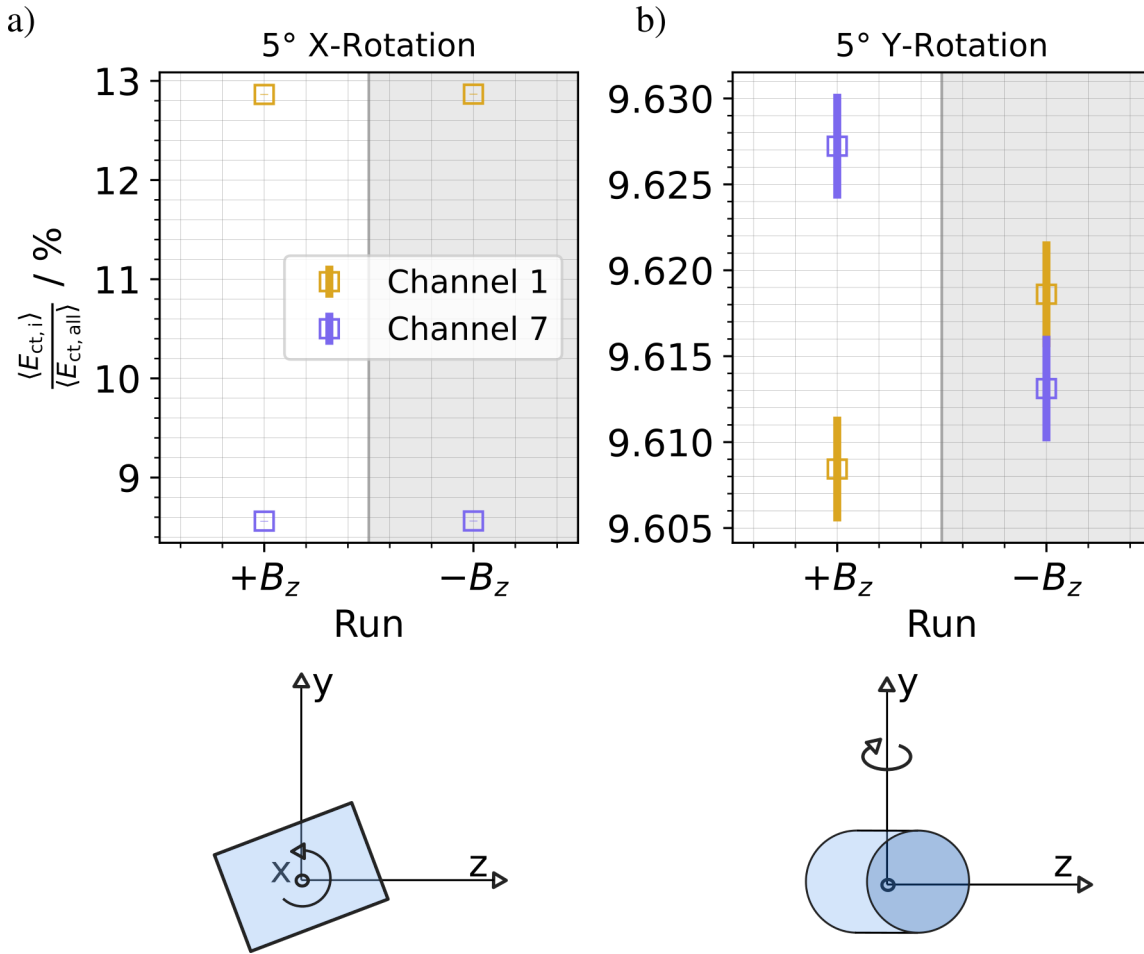 a)
5° X-Rotation
13
12
11
10
9
⟨E_ct, i⟩ / ⟨E_ct, all⟩ / %
Channel 1
Channel 7
+B_z
−B_z
Run
b)
5° Y-Rotation
9.630
9.625
9.620
9.615
9.610
9.605
+B_z
−B_z
Run
y
x
z
y
z